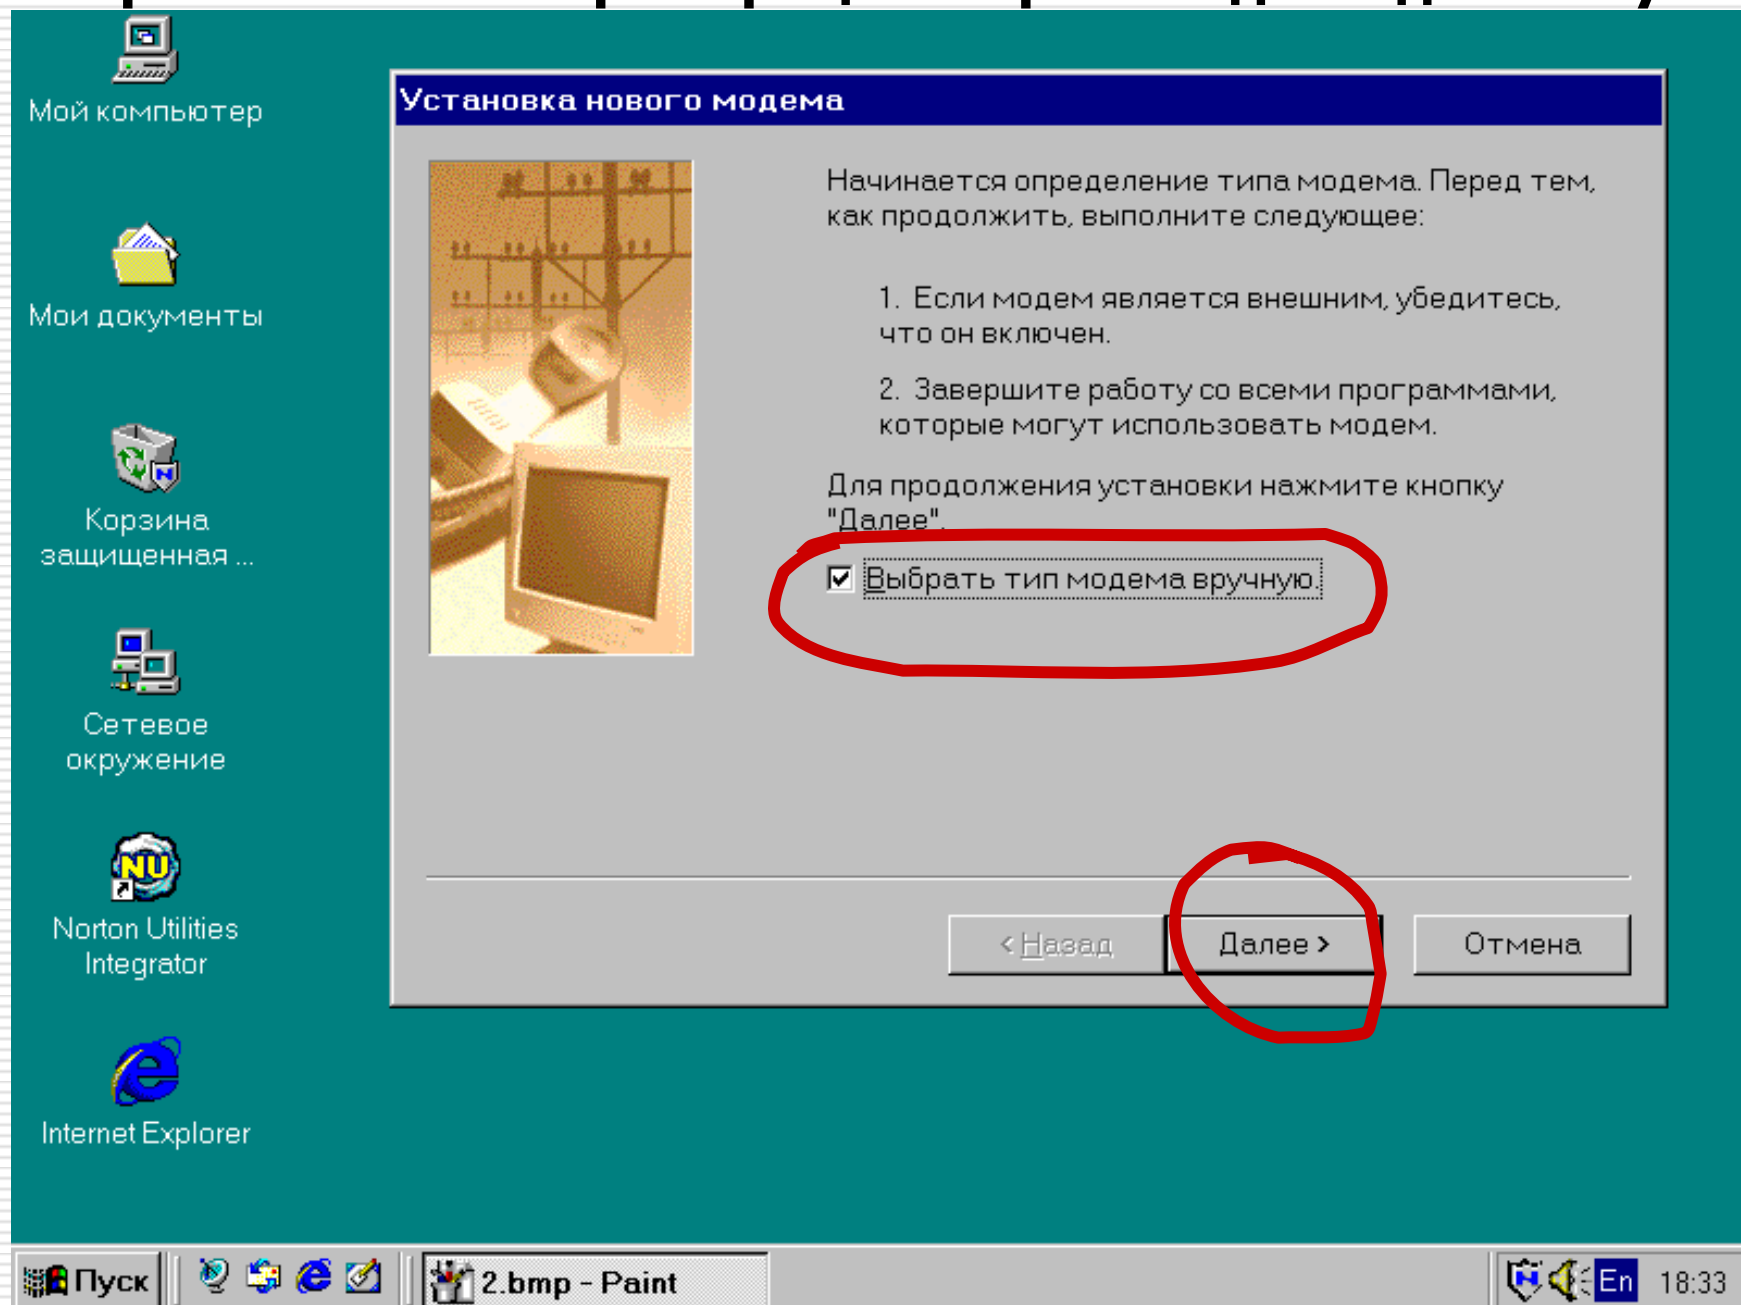 Мой компьютер
Мои документы
Корзина
защищенная ...
Сетевое
окружение
Norton Utilities
Integrator
Internet Explorer
Установка нового модема
Начинается определение типа модема. Перед тем,
как продолжить, выполните следующее:
1. Если модем является внешним, убедитесь,
что он включен.
2. Завершите работу со всеми программами,
которые могут использовать модем.
Для продолжения установки нажмите кнопку
"Далее".
Выбрать тип модема вручную.
< Назад
Далее >
Отмена
Пуск
2.bmp - Paint
En
18:33